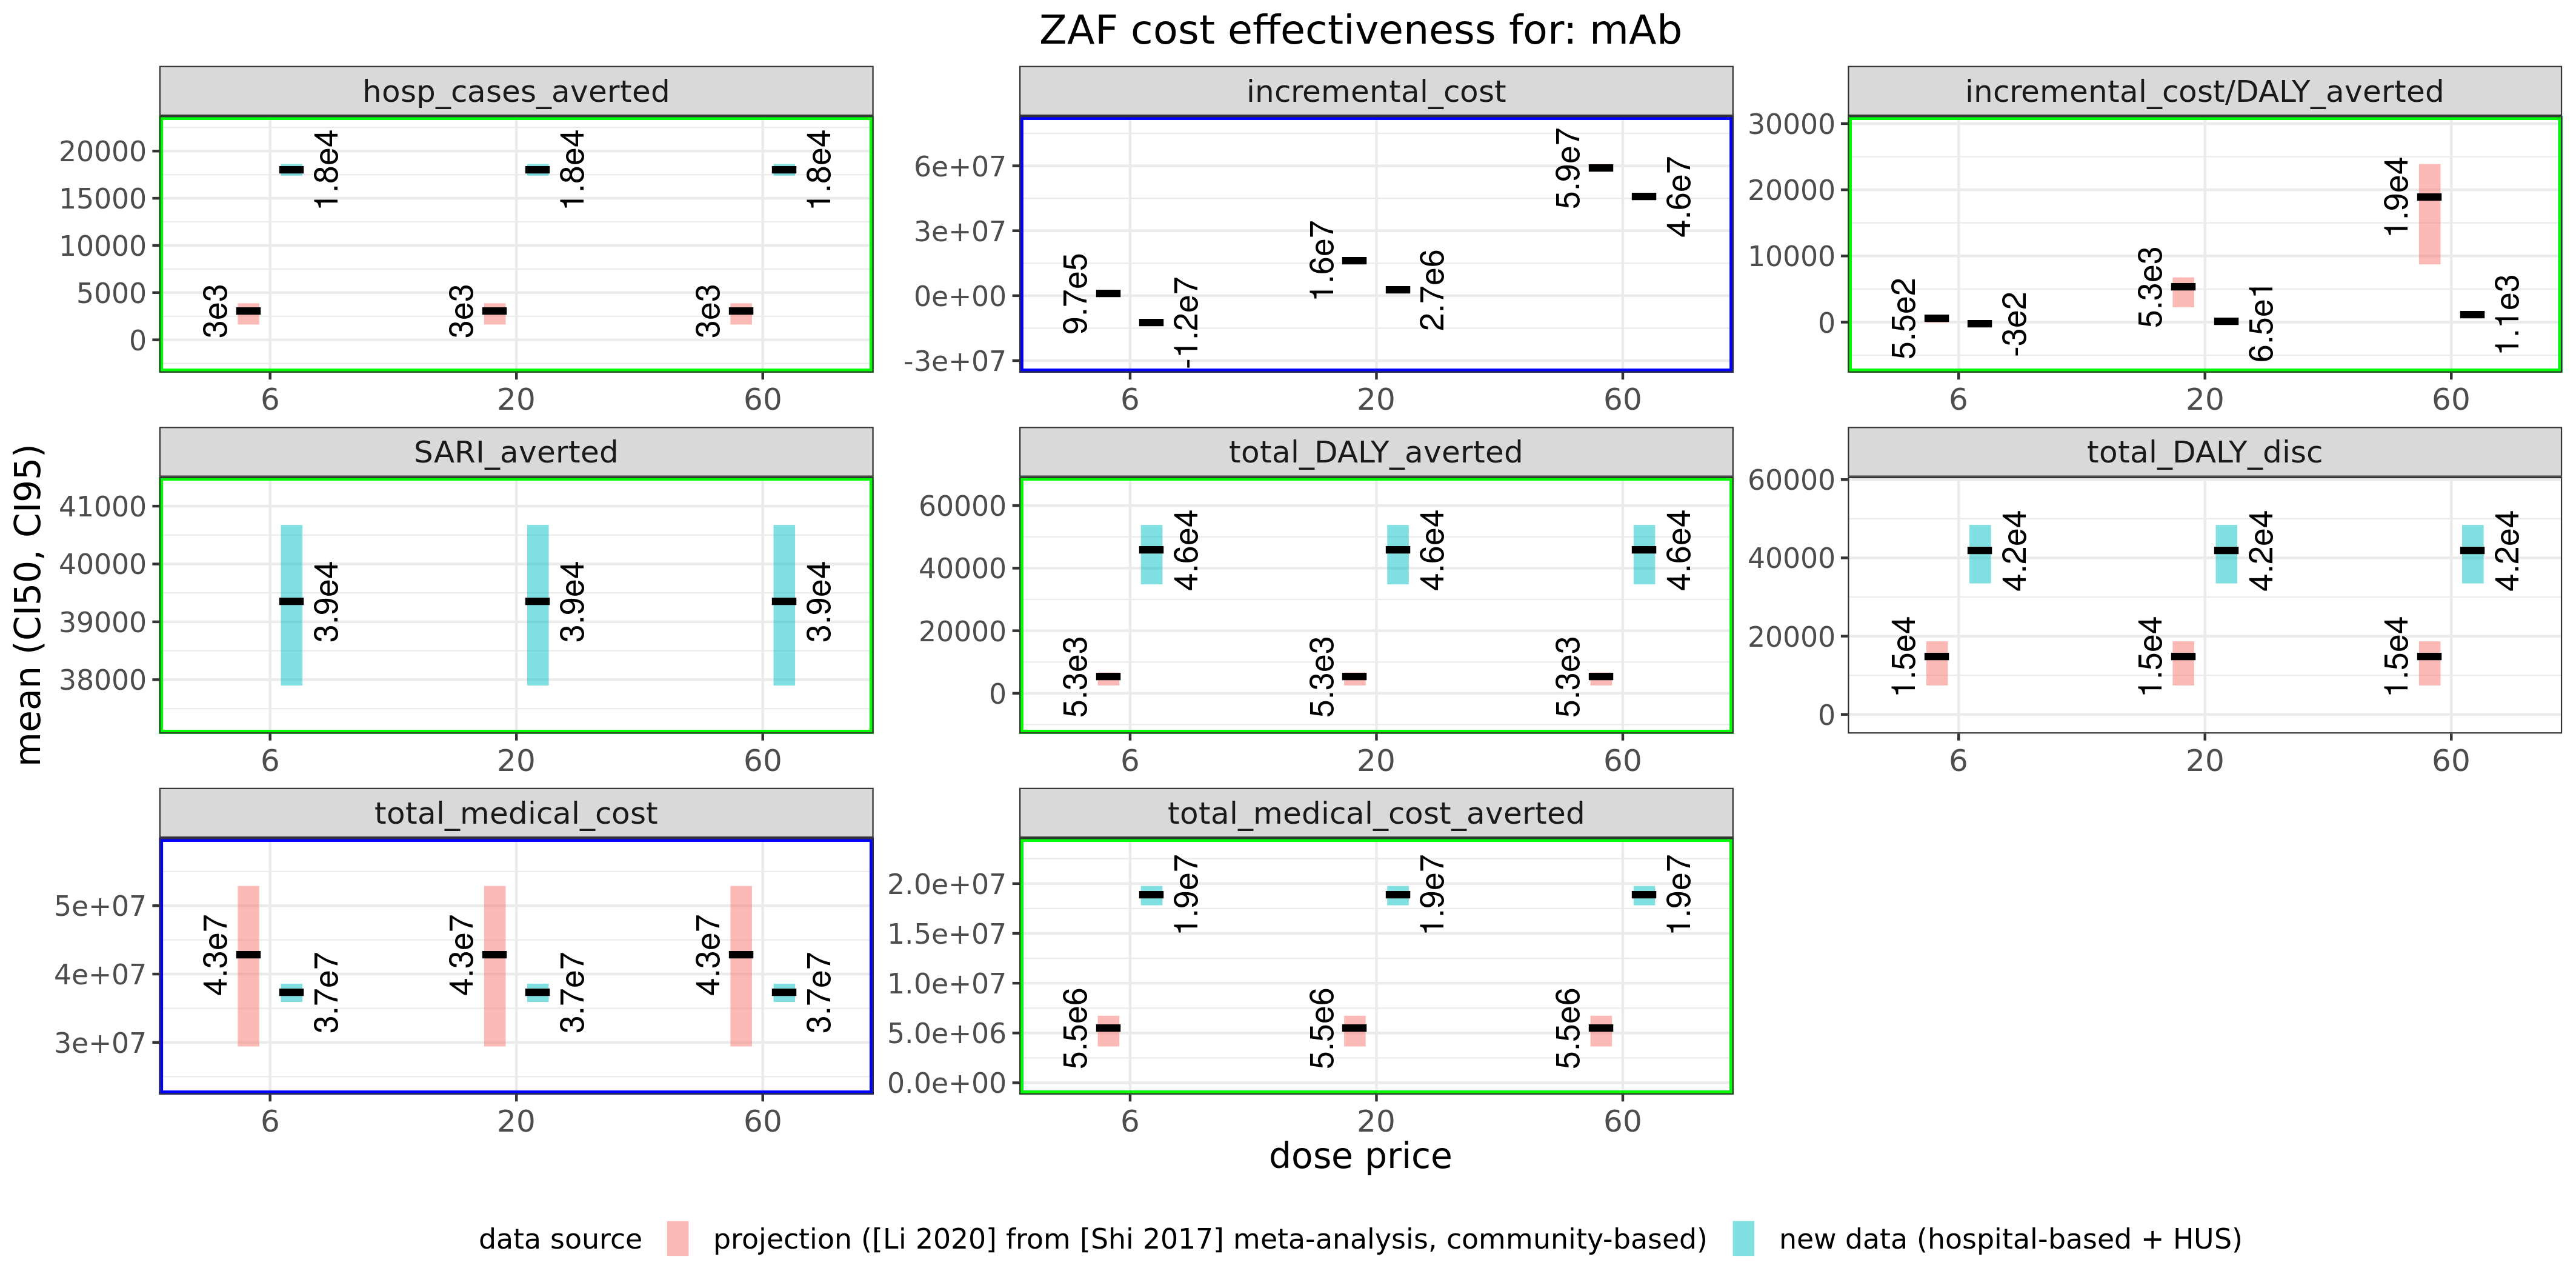 ZAF cost effectiveness for: mAb
mean (CI50, CI95)
hosp_cases_averted
20000
15000
10000
5000
0
3e3
1.8e4
3e3
1.8e4
3e3
1.8e4
6
20
60
incremental_cost
6e+07
3e+07
0e+00
-3e+07
9.7e5
-1.2e7
1.6e7
2.7e6
5.9e7
4.6e7
6
20
60
incremental_cost/DALY_averted
30000
20000
10000
0
5.5e2
-3e2
5.3e3
6.5e1
1.9e4
1.1e3
6
20
60
SARI_averted
41000
40000
39000
38000
3.9e4
3.9e4
3.9e4
6
20
60
total_DALY_averted
60000
40000
20000
0
5.3e3
4.6e4
5.3e3
4.6e4
5.3e3
4.6e4
6
20
60
total_DALY_disc
60000
40000
20000
0
1.5e4
4.2e4
1.5e4
4.2e4
1.5e4
4.2e4
6
20
60
total_medical_cost
5e+07
4e+07
3e+07
4.3e7
3.7e7
4.3e7
3.7e7
4.3e7
3.7e7
6
20
60
total_medical_cost_averted
2.0e+07
1.5e+07
1.0e+07
5.0e+06
0.0e+00
5.5e6
1.9e7
5.5e6
1.9e7
5.5e6
1.9e7
6
20
60
dose price
data source
projection ([Li 2020] from [Shi 2017] meta-analysis, community-based)
new data (hospital-based + HUS)